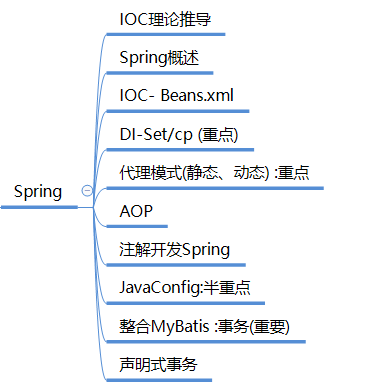 IOC理论推导
Spring概述
IOC- Beans.xml
DI-Set/cp (重点)
代理模式(静态、动态) :重点
Spring
AOP
注解开发Spring
JavaConfig:半重点
整合MyBatis :事务(重要)
声明式事务